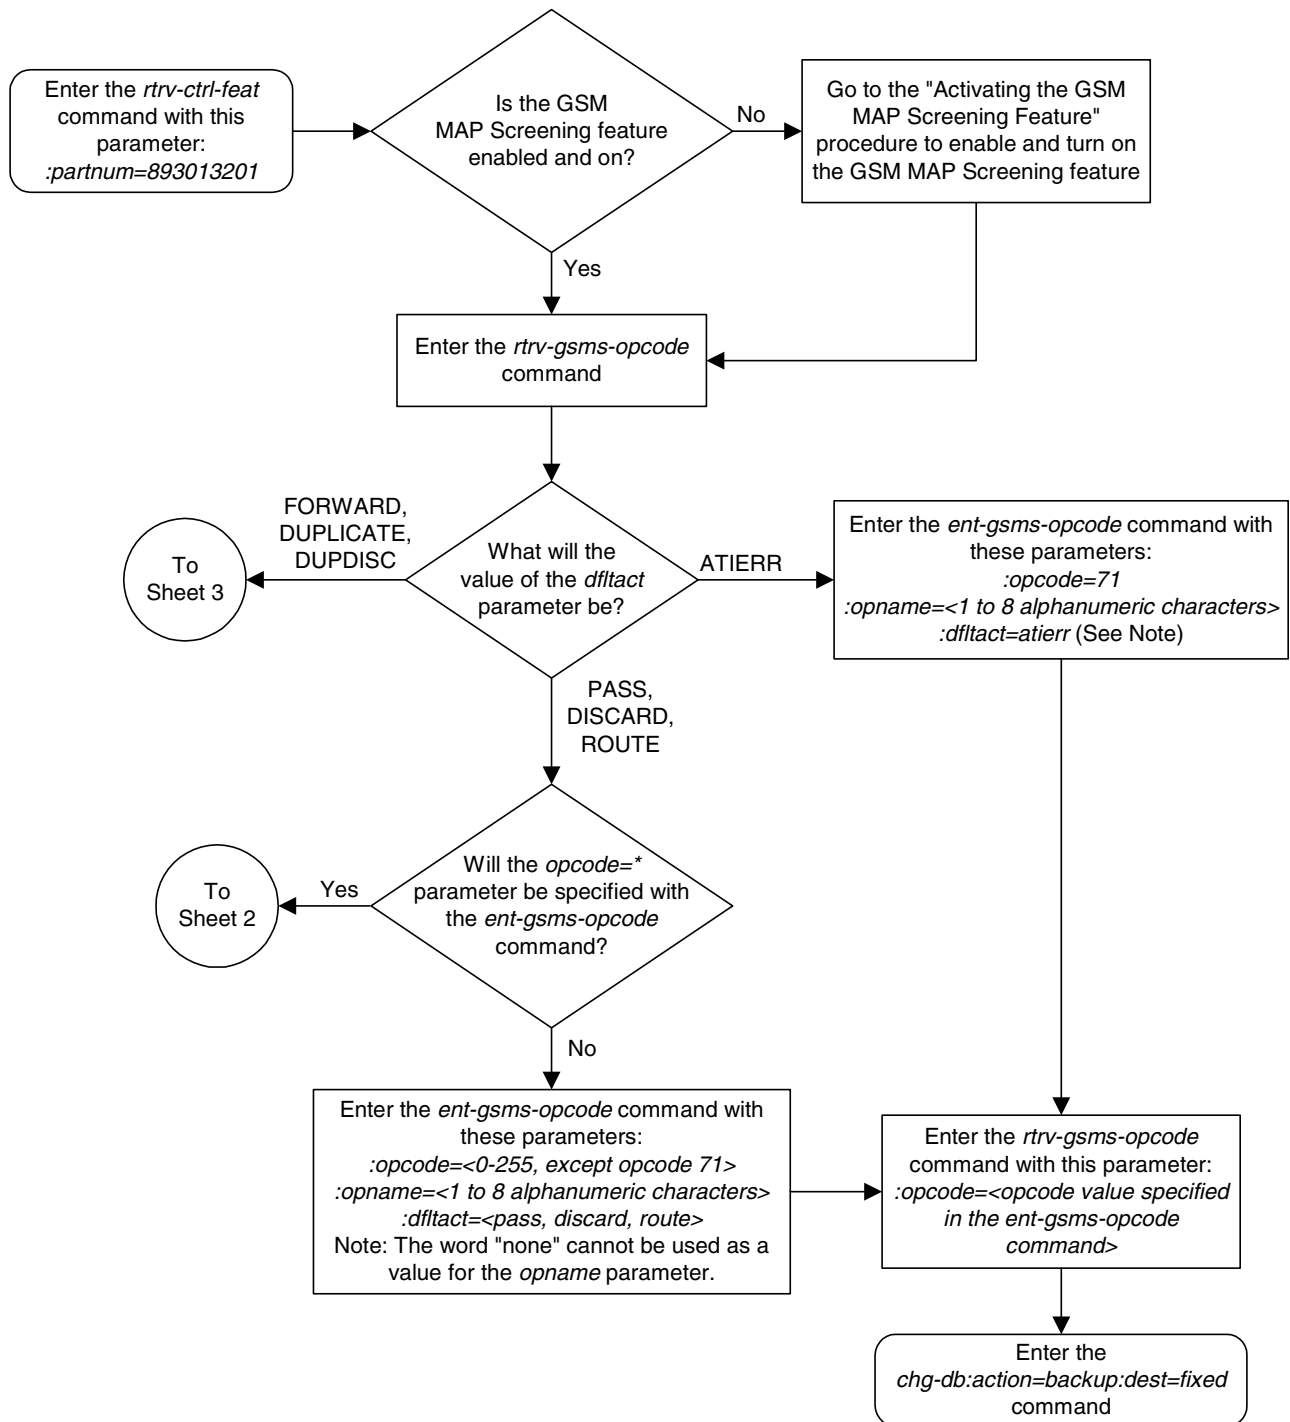 Enter the rtrv-ctrl-feat
command with this
parameter:
:partnum=893013201
Is the GSM
MAP Screening feature
enabled and on?
No
Go to the "Activating the GSM
MAP Screening Feature"
procedure to enable and turn on
the GSM MAP Screening feature
Yes
Enter the rtrv-gsms-opcode
command
What will the
value of the dfltact
parameter be?
FORWARD,
DUPLICATE,
DUPDISC
To
Sheet 3
ATIERR
Enter the ent-gsms-opcode command with
these parameters:
:opcode=71
:opname=<1 to 8 alphanumeric characters>
:dfltact=atierr (See Note)
PASS,
DISCARD,
ROUTE
Will the opcode=*
parameter be specified with
the ent-gsms-opcode
command?
Yes
To
Sheet 2
No
Enter the ent-gsms-opcode command with
these parameters:
:opcode=<0-255, except opcode 71>
:opname=<1 to 8 alphanumeric characters>
:dfltact=<pass, discard, route>
Note: The word "none" cannot be used as a
value for the opname parameter.
Enter the rtrv-gsms-opcode
command with this parameter:
:opcode=<opcode value specified
in the ent-gsms-opcode
command>
Enter the
chg-db:action=backup:dest=fixed
command